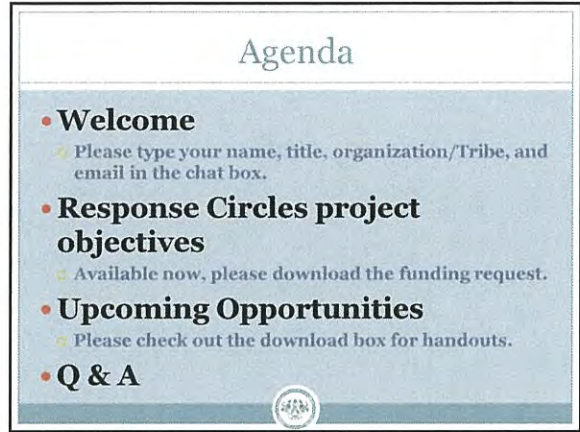 Agenda
• Welcome
Please type your name, title, organization/Tribe, and
email in the chat box.
• Response Circles project
objectives
Available now, please download the funding request.
• Upcoming Opportunities
Please check out the download box for handouts.
• Q & A